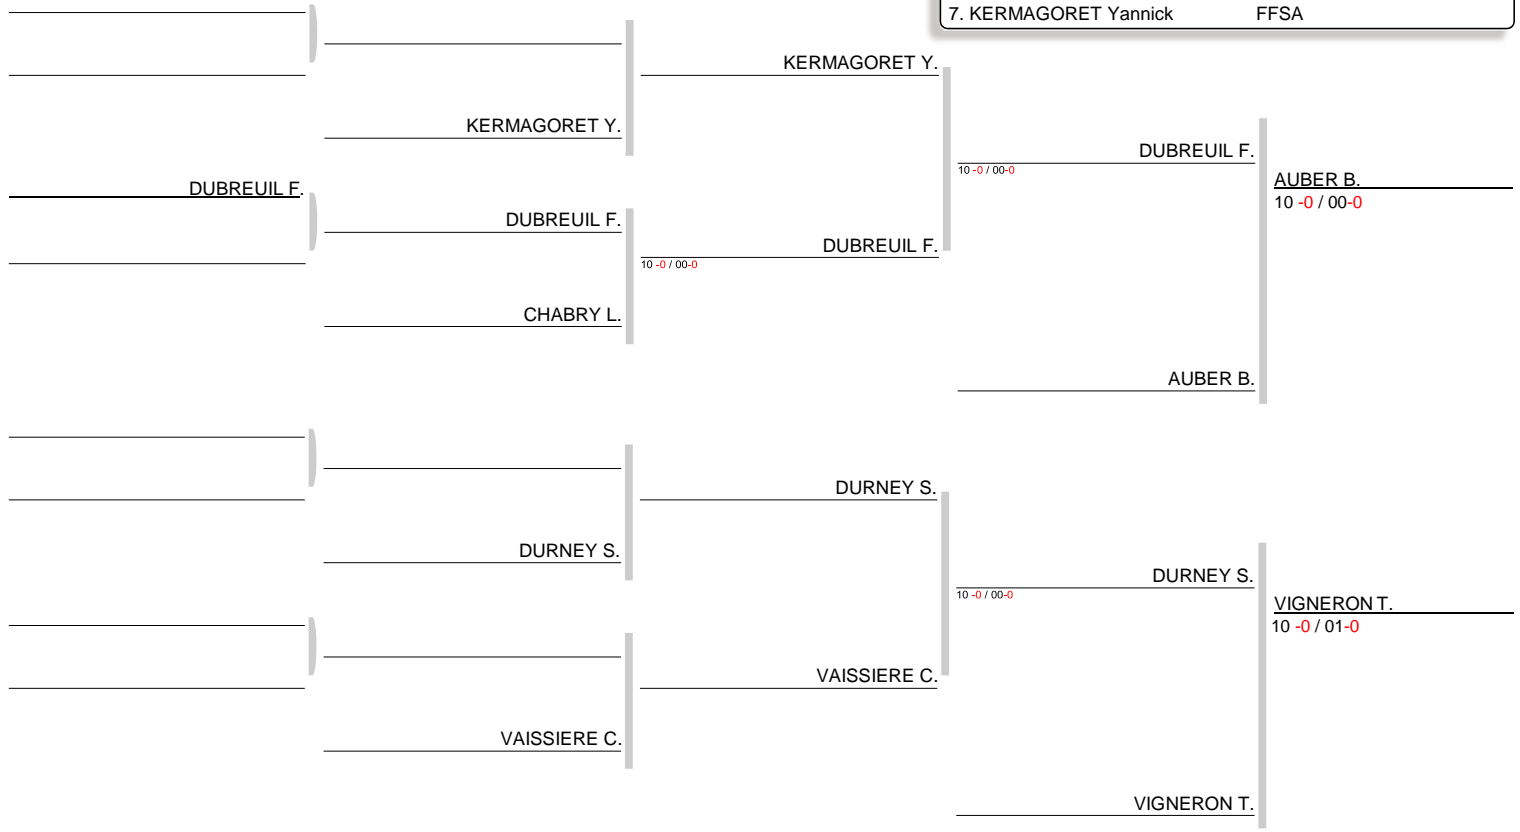 7. KERMAGORET Yannick FFSA
KERMAGORET Y.
KERMAGORET Y.
DUBREUIL F.
10 -0 / 00-0
AUBER B.
10 -0 / 00-0
DUBREUIL F.
DUBREUIL F.
DUBREUIL F.
10 -0 / 00-0
CHABRY L.
AUBER B.
DURNEY S.
DURNEY S.
DURNEY S.
10 -0 / 00-0
VIGNERON T.
10 -0 / 01-0
VAISSIERE C.
VAISSIERE C.
VIGNERON T.